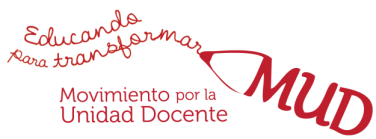 Educando
para transformar
MUD
Movimiento por la
Unidad Docente